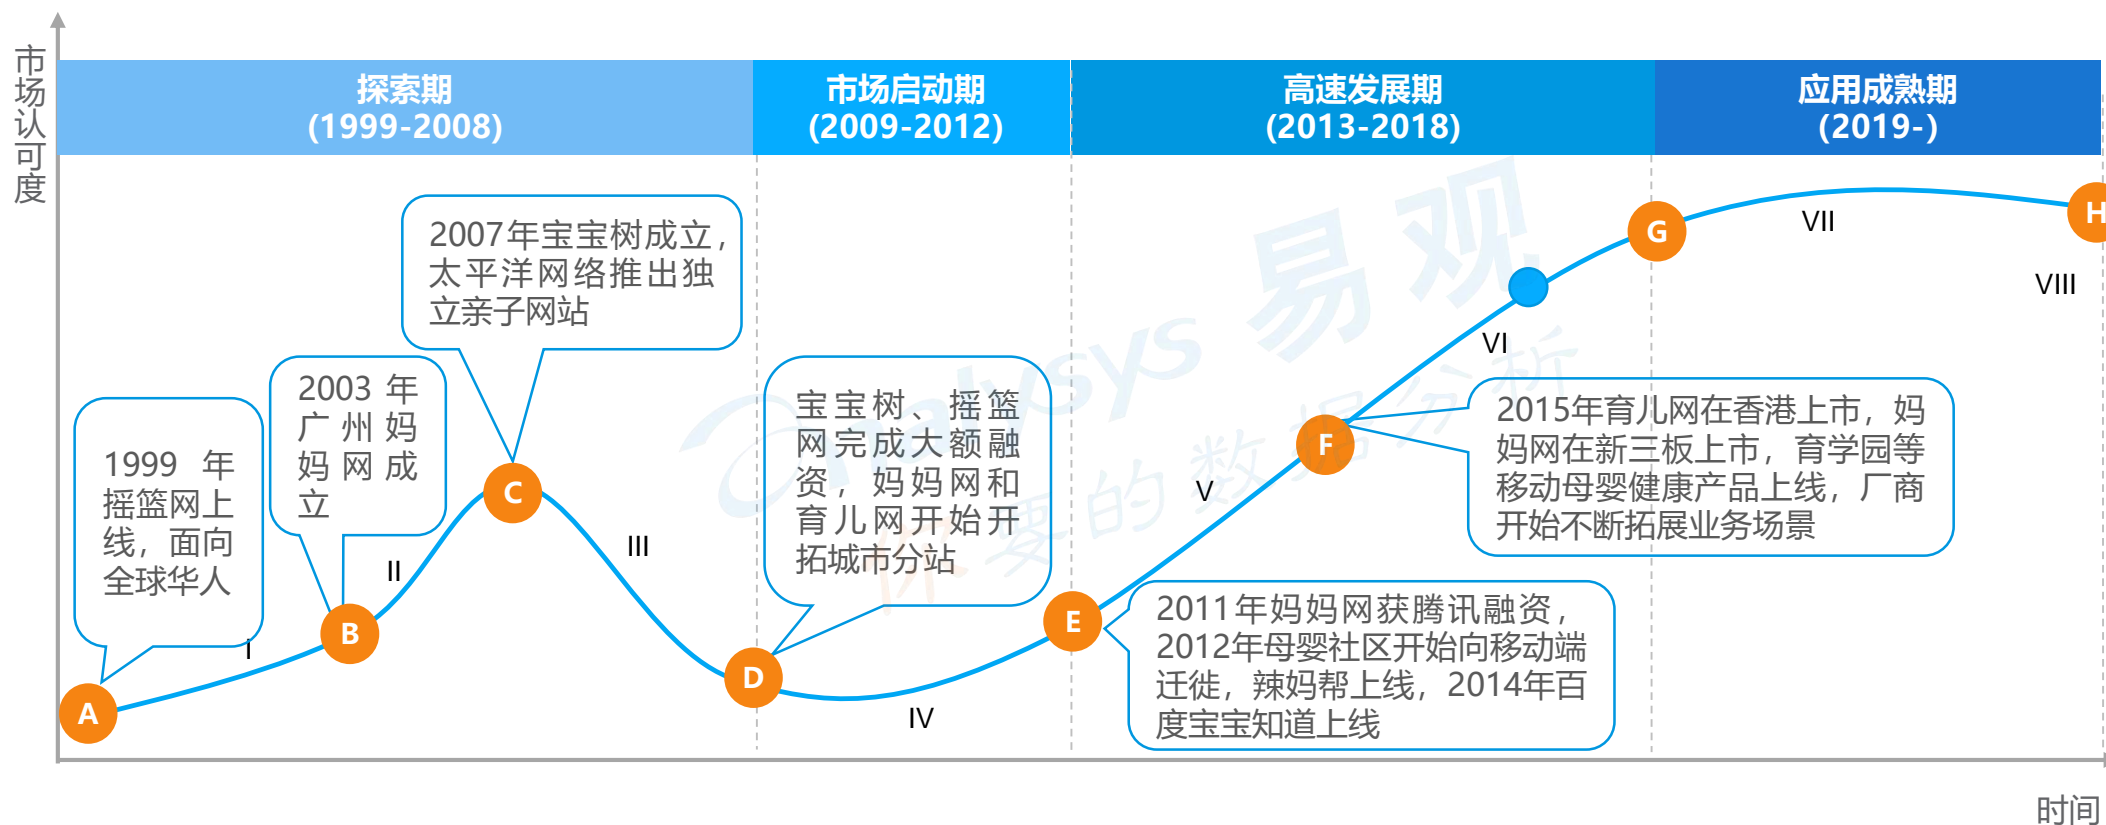 市场认可度
探索期
(1999-2008)
市场启动期
(2009-2012)
高速发展期
(2013-2018)
应用成熟期
(2019-)
2007年宝宝树成立，
太平洋网络推出独
立亲子网站
2003 年
广州妈
妈网成
立
1999 年
摇篮网上
线，面向
全球华人
宝宝树、摇篮
网完成大额融
资，妈妈网和
育儿网开始开
拓城市分站
2015年育儿网在香港上市，妈
妈网在新三板上市，育学园等
移动母婴健康产品上线，厂商
开始不断拓展业务场景
2011年妈妈网获腾讯融资，
2012年母婴社区开始向移动端
迁徙，辣妈帮上线，2014年百
度宝宝知道上线
A
B
C
D
E
F
G
H
I
II
III
IV
V
VI
VII
VIII
nalysys 易观
你要的数据分析
时间